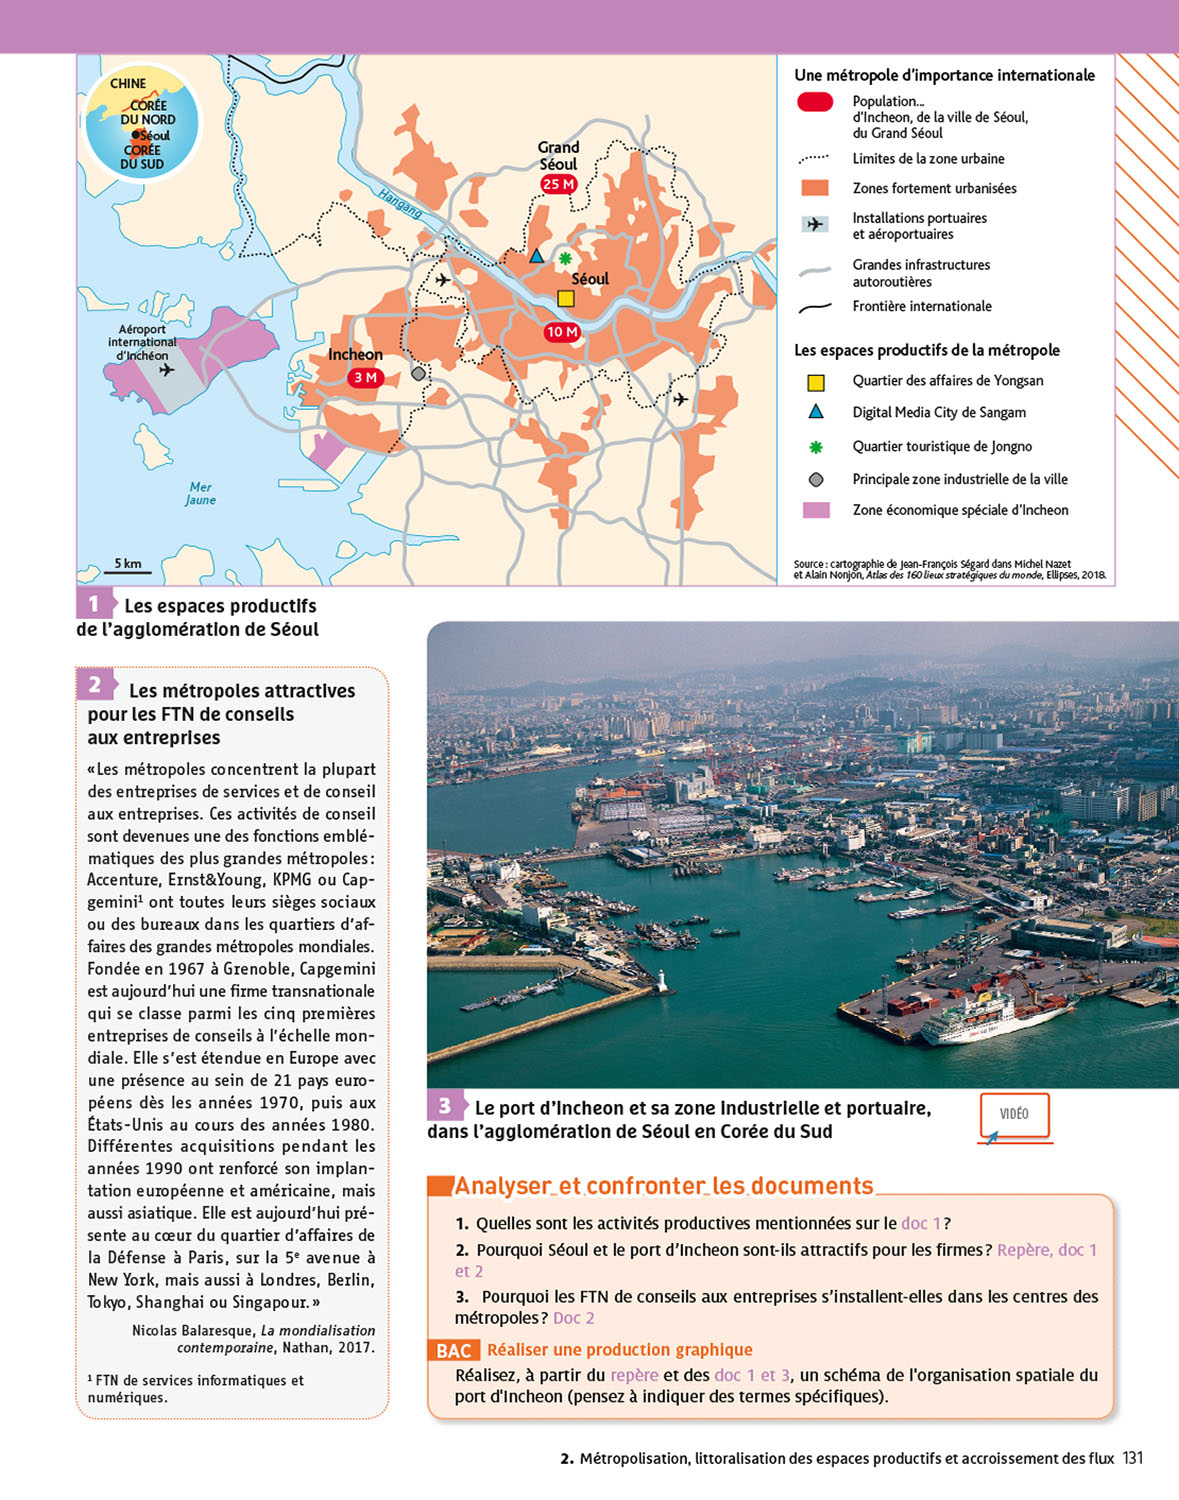 CHINE
CORÉE
DU NORD
Séoul
CORÉE
DU SUD
Hangang
Grand
Séoul
25 M
Séoul
10 M
Aéroport
international
d'Inchéon
Incheon
3 M
Mer
Jaune
5 km
Une métropole d'importance internationale
Population...
d'Incheon, de la ville de Séoul,
du Grand Séoul
Limites de la zone urbaine
Zones fortement urbanisées
Installations portuaires
et aéroportuaires
Grandes infrastructures
autoroutières
Frontière internationale
Les espaces productifs de la métropole
Quartier des affaires de Yongsan
Digital Media City de Sangam
Quartier touristique de Jongno
Principale zone industrielle de la ville
Zone économique spéciale d'Incheon
Source : cartographie de Jean-François Ségard dans Michel Nazet
et Alain Nonjon, Atlas des 160 lieux stratégiques du monde, Ellipses, 2018.
1 Les espaces productifs
de l'agglomération de Séoul
2 Les métropoles attractives
pour les FTN de conseils
aux entreprises
«Les métropoles concentrent la plupart
des entreprises de services et de conseil
aux entreprises. Ces activités de conseil
sont devenues une des fonctions emblé-
matiques des plus grandes métropoles :
Accenture, Ernst&Young, KPMG ou Cap-
gemini¹ ont toutes leurs sièges sociaux
ou des bureaux dans les quartiers d'af-
faires des grandes métropoles mondiales.
Fondée en 1967 à Grenoble, Capgemini
est aujourd'hui une firme transnationale
qui se classe parmi les cinq premières
entreprises de conseils à l'échelle mon-
diale. Elle s'est étendue en Europe avec
une présence au sein de 21 pays euro-
péens dès les années 1970, puis aux
États-Unis au cours des années 1980.
Différentes acquisitions pendant les
années 1990 ont renforcé son implan-
tation européenne et américaine, mais
aussi asiatique. Elle est aujourd'hui pré-
sente au cœur du quartier d'affaires de
la Défense à Paris, sur la 5e avenue à
New York, mais aussi à Londres, Berlin,
Tokyo, Shanghai ou Singapour. »
Nicolas Balaresque, La mondialisation
contemporaine, Nathan, 2017.
¹ FTN de services informatiques et
numériques.
3 Le port d'Incheon et sa zone industrielle et portuaire,
dans l'agglomération de Séoul en Corée du Sud
VIDÉO
Analyser et confronter les documents
1. Quelles sont les activités productives mentionnées sur le doc 1 ?
2. Pourquoi Séoul et le port d'Incheon sont-ils attractifs pour les firmes ? Repère, doc 1
et 2
3. Pourquoi les FTN de conseils aux entreprises s'installent-elles dans les centres des
métropoles ? Doc 2
BAC Réaliser une production graphique
Réalisez, à partir du repère et des doc 1 et 3, un schéma de l'organisation spatiale du
port d'Incheon (pensez à indiquer des termes spécifiques).
2. Métropolisation, littoralisation des espaces productifs et accroissement des flux 131